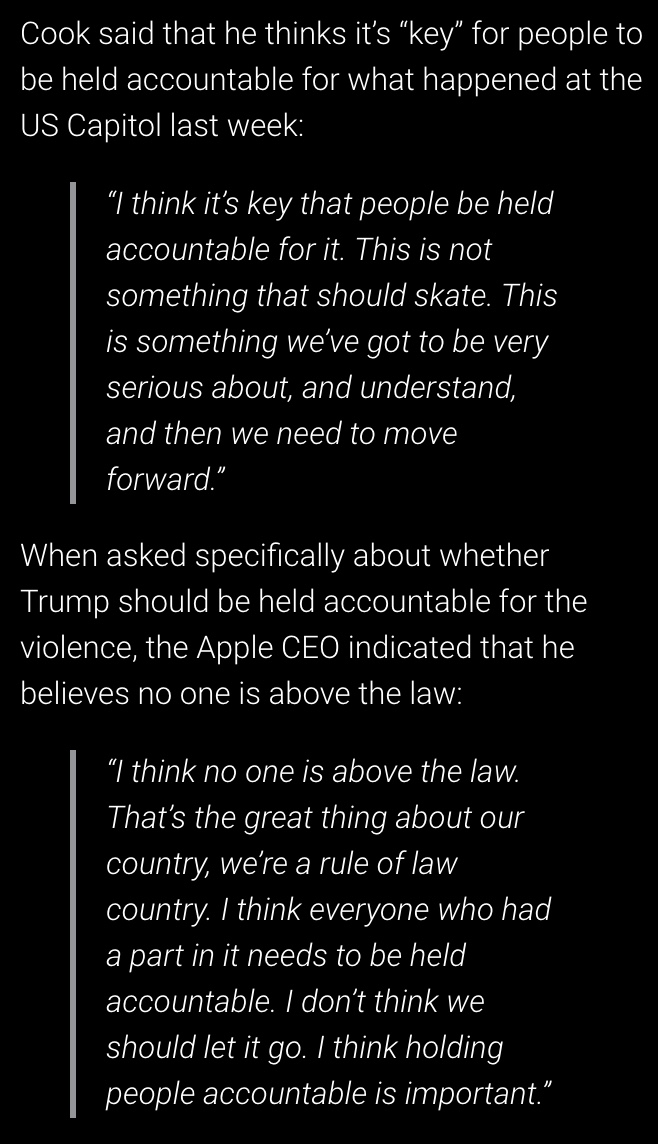 Cook said that he thinks it’s “key” for people to
be held accountable for what happened at the
US Capitol last week:
“I think it’s key that people be held
accountable for it. This is not
something that should skate. This
is something we’ve got to be very
serious about, and understand,
and then we need to move
forward.”
When asked specifically about whether
Trump should be held accountable for the
violence, the Apple CEO indicated that he
believes no one is above the law:
“I think no one is above the law.
That’s the great thing about our
country, we’re a rule of law
country. I think everyone who had
a part in it needs to be held
accountable. I don’t think we
should let it go. I think holding
people accountable is important.”